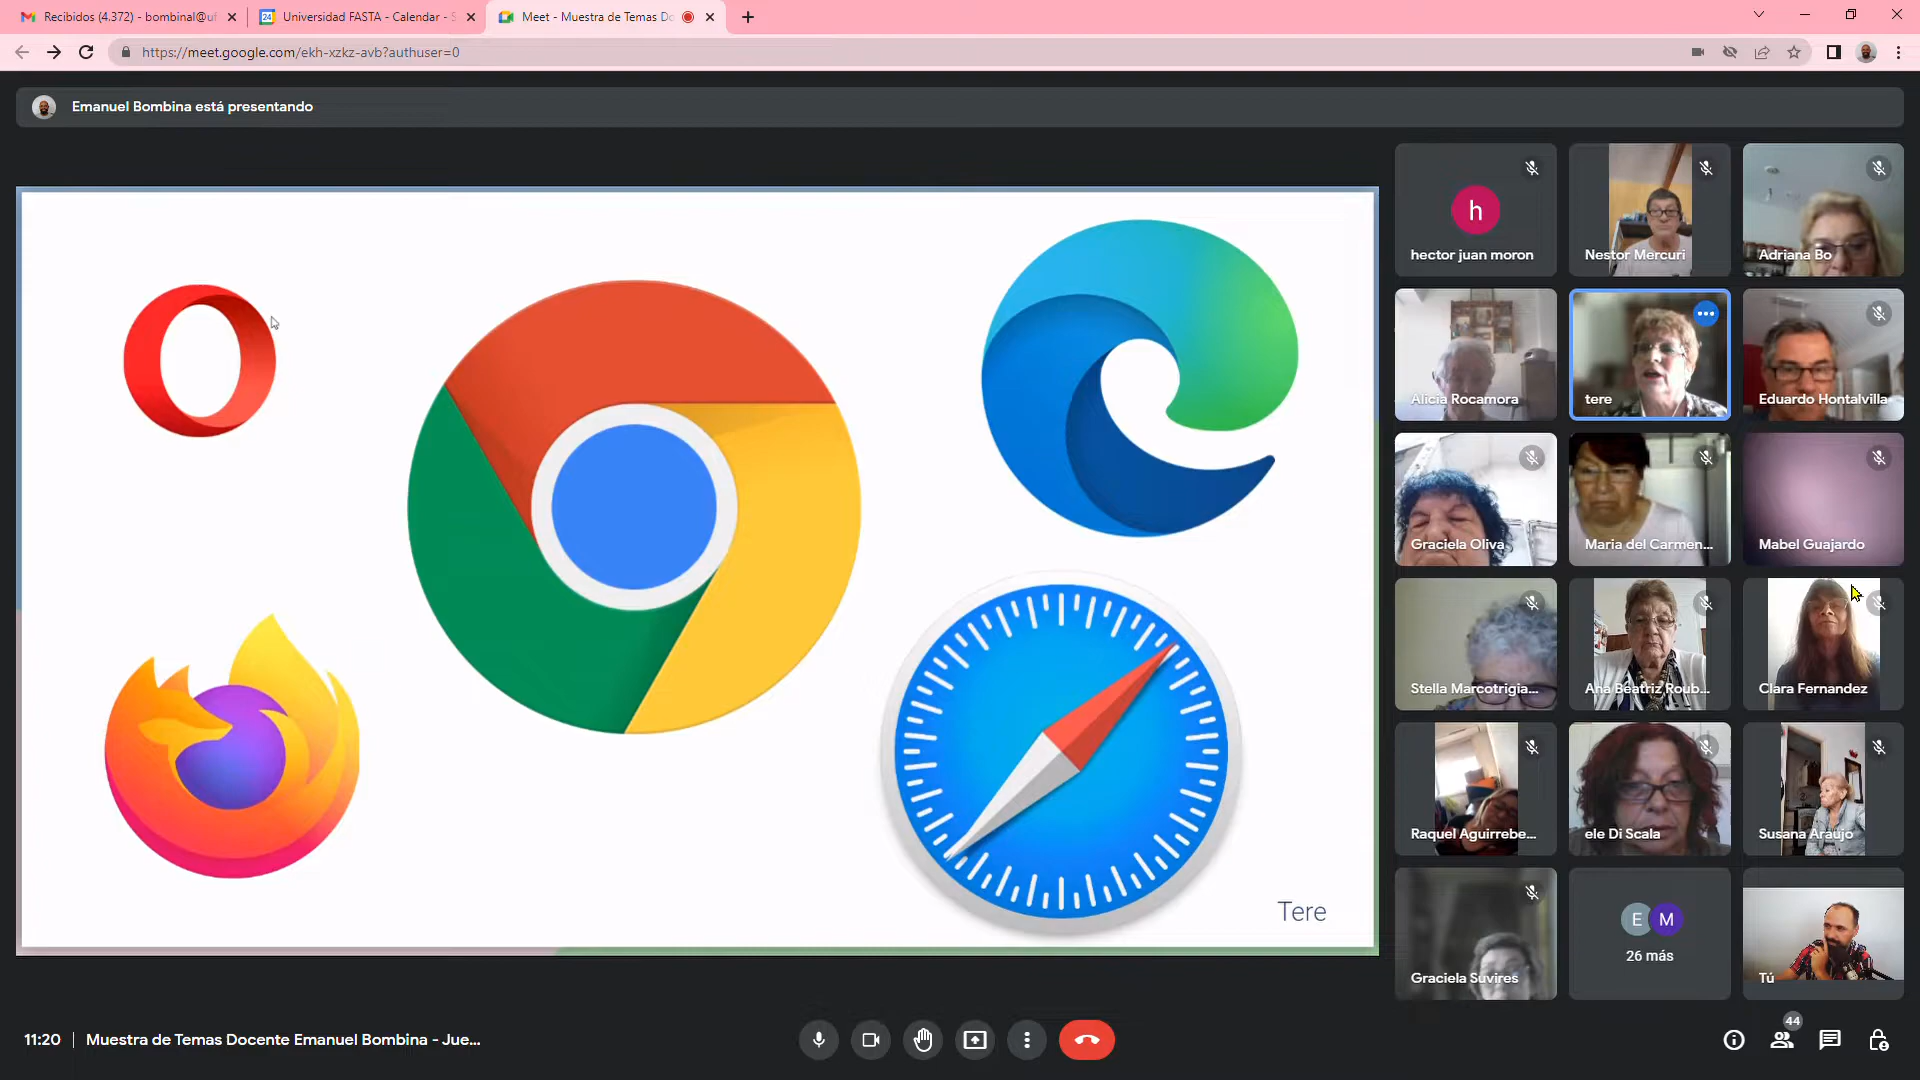 Recibidos (4.372) - bombinal@uf
24
Universidad FASTA - Calendar - S
Meet - Muestra de Temas Do
https://meet.google.com/ekh-xzkz-avb?authuser=0
Emanuel Bombina está presentando
h
hector juan moron
Nestor Mercuri
Adriana Bo
Alicia Rocamora
tere
Eduardo Hontalvilla
Graciela Oliva
Maria del Carmen...
Mabel Guajardo
Stella Marcotrigia...
Ana Beatriz Roub...
Clara Fernandez
Raquel Aguirrebe...
ele Di Scala
Susana Araujo
Graciela Suvires
E M
26 más
Tú
Tere
11:20 | Muestra de Temas Docente Emanuel Bombina - Jue...
44